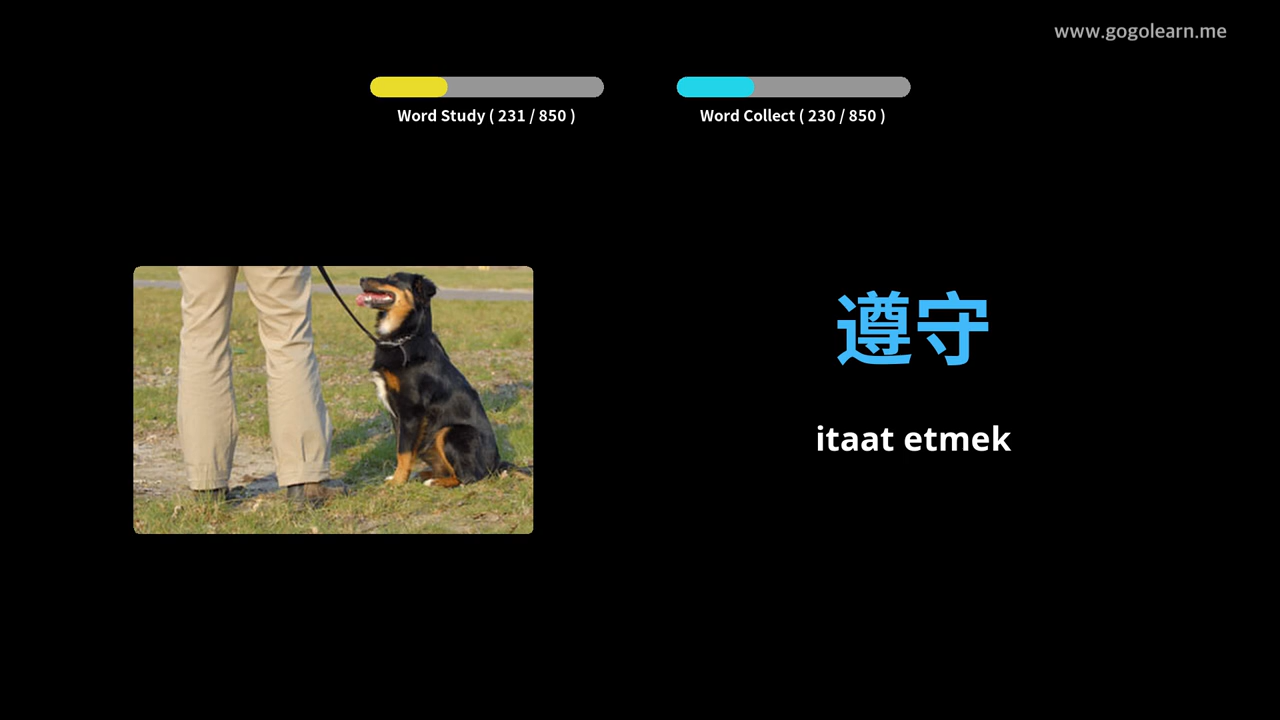 www.gogolearn.me
Word Study ( 231 / 850 )
Word Collect ( 230 / 850 )
遵守
itaat etmek